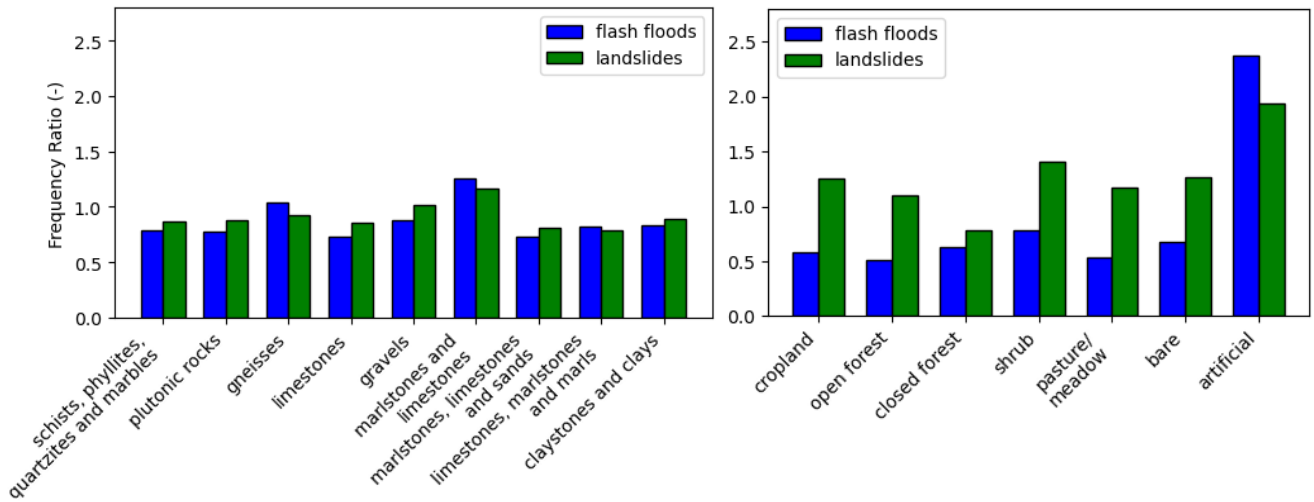 Frequency Ratio (-)
2.5
2.0
1.5
1.0
0.5
0.0
flash floods
landslides
schists, phyllites,
quartzites and marbles
plutonic rocks
gneisses
limestones
gravels
marlstones and
limestones
marlstones, limestones
and sands
limestones, marlstones
and marls
claystones and clays
2.5
2.0
1.5
1.0
0.5
0.0
flash floods
landslides
cropland
open forest
closed forest
shrub
pasture/
meadow
bare
artificial